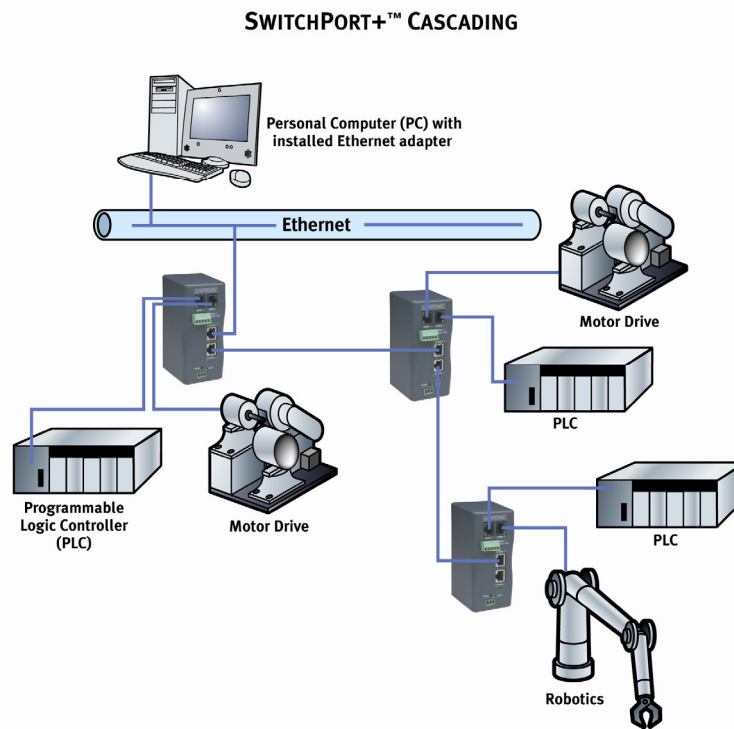 SWITCHPORT+™ CASCADING
Personal Computer (PC) with
installed Ethernet adapter
Ethernet
Motor Drive
PLC
Programmable
Logic Controller
(PLC)
Motor Drive
PLC
Robotics